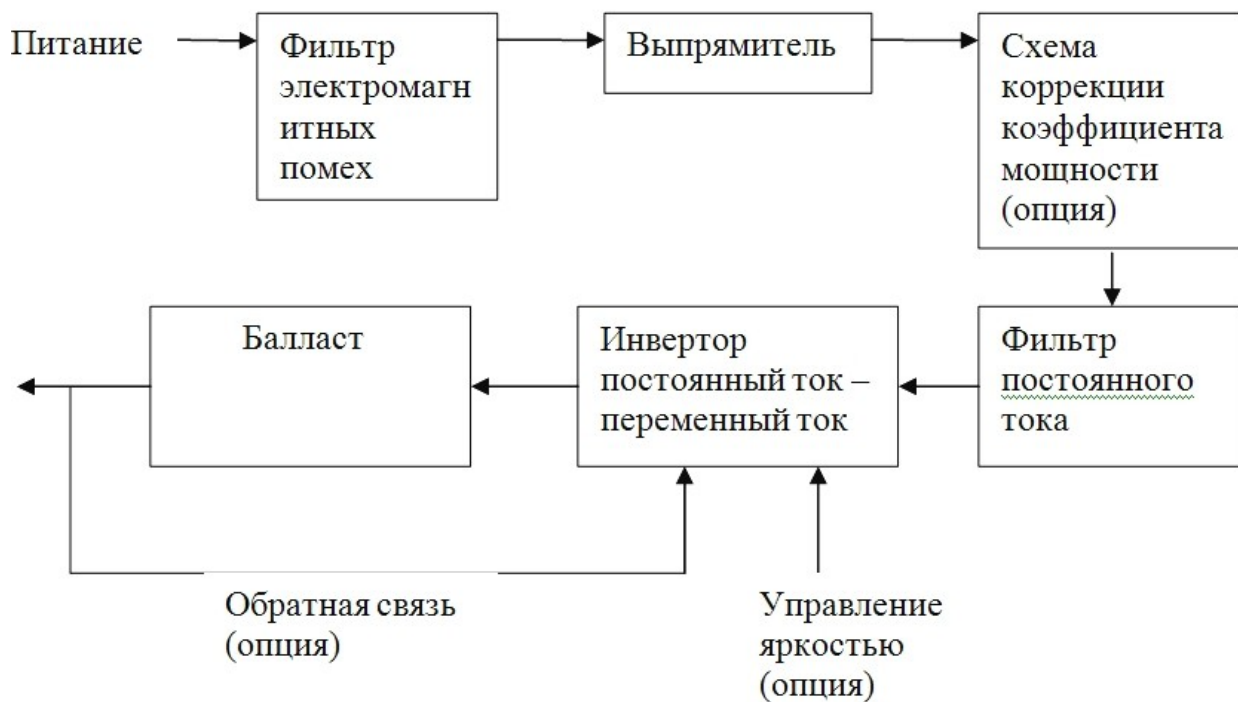 Питание
Фильтр
электромагн
итных
помех
Выпрямитель
Схема
коррекции
коэффициента
мощности
(опция)
Балласт
Инвертор
постоянный ток –
переменный ток
Фильтр
постоянного
тока
Обратная связь
(опция)
Управление
яркостью
(опция)